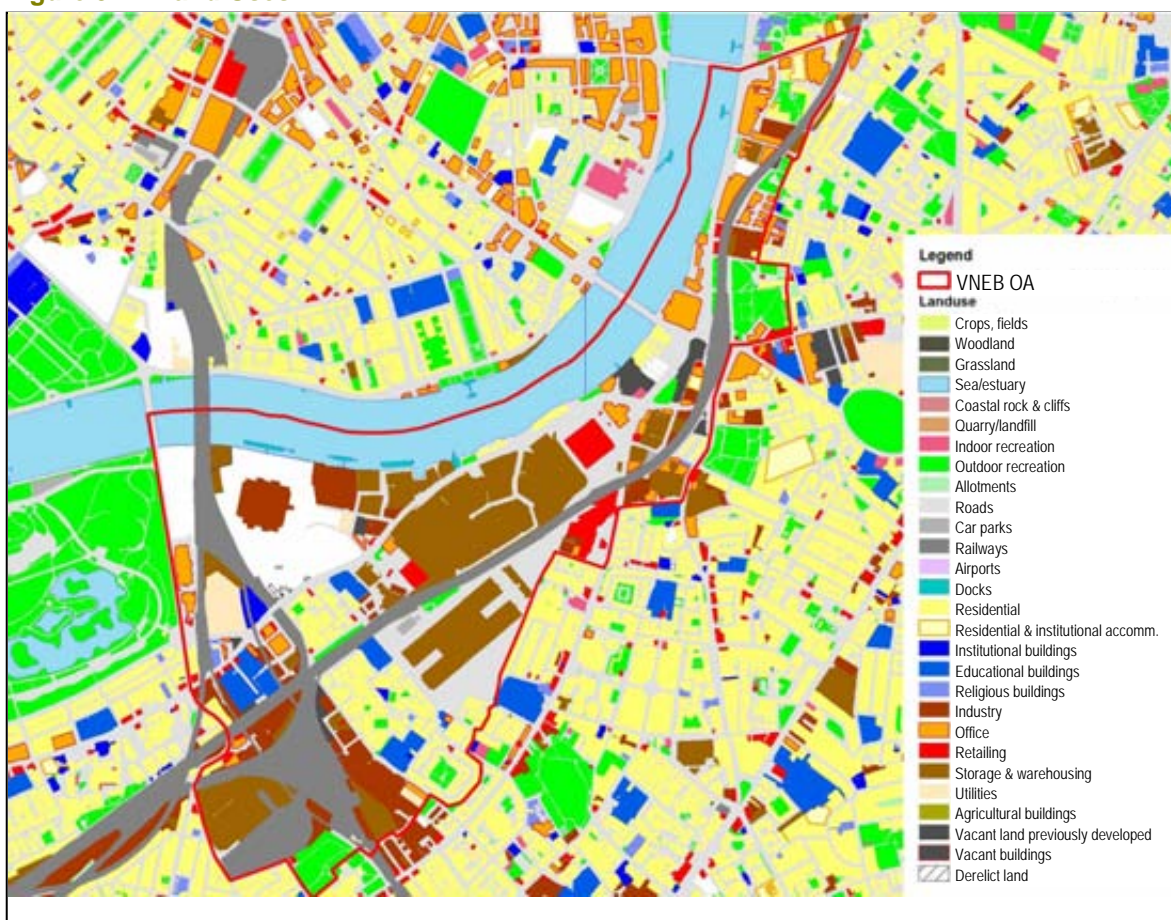 Legend
VNEB OA
Landuse
Crops, fields
Woodland
Grassland
Sea/estuary
Coastal rock & cliffs
Quarry/landfill
Indoor recreation
Outdoor recreation
Allotments
Roads
Car parks
Railways
Airports
Docks
Residential
Residential & institutional accomm.
Institutional buildings
Educational buildings
Religious buildings
Industry
Office
Retailing
Storage & warehousing
Utilities
Agricultural buildings
Vacant land previously developed
Vacant buildings
Derelict land